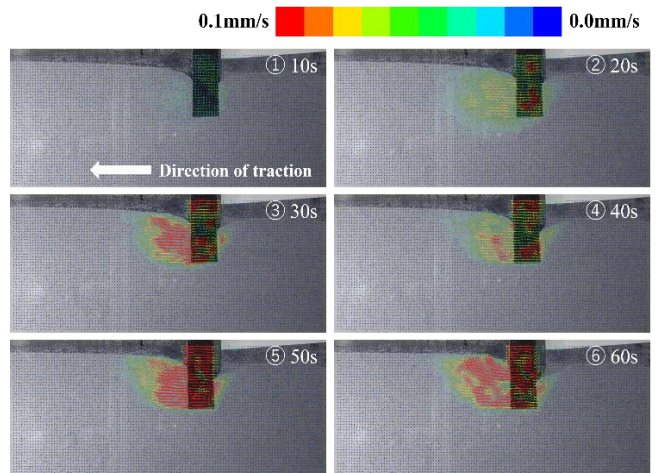 0.1mm/s 0.0mm/s
① 10s ② 20s
Direction of traction
③ 30s ④ 40s
⑤ 50s ⑥ 60s